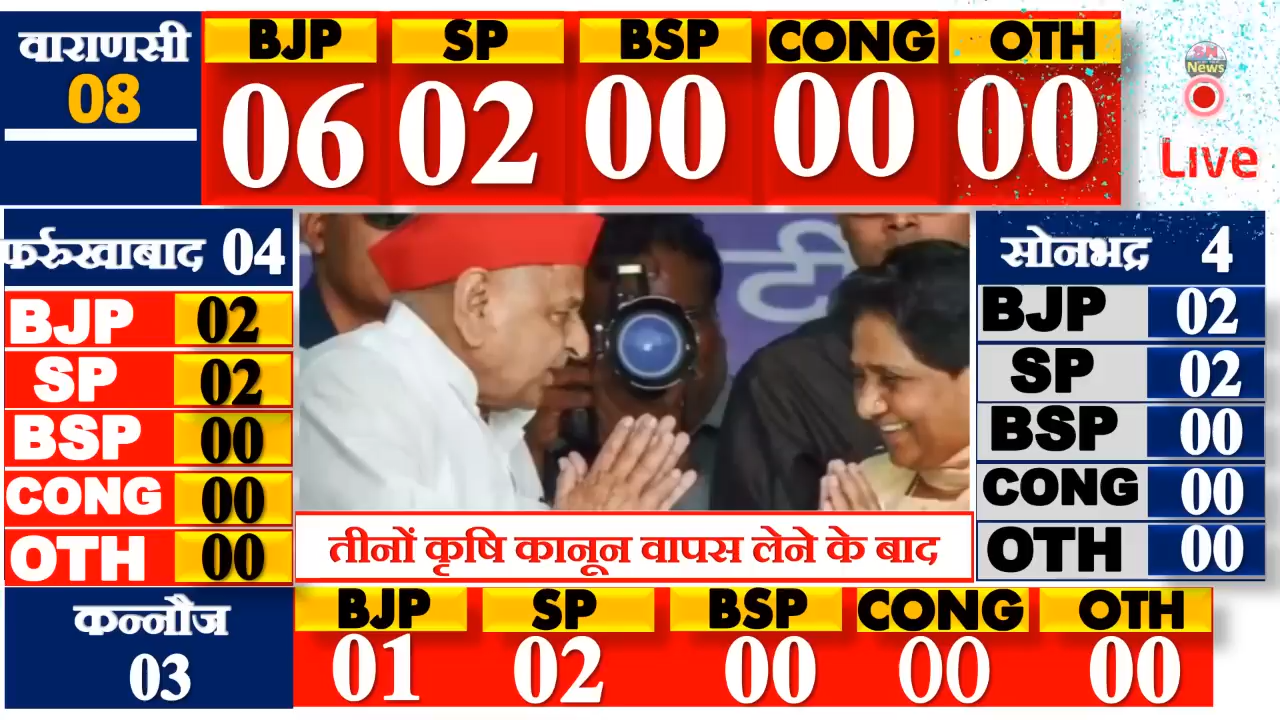 वाराणसी
08
BJP SP BSP CONG OTH
06 02 00 00 00
News
Live
फर्रुखाबाद 04
BJP 02
SP 02
BSP 00
CONG 00
OTH 00
टी
सोनभद्र 4
BJP 02
SP 02
BSP 00
CONG 00
OTH 00
तीनों कृषि कानून वापस लेने के बाद
कन्नौज
03
BJP SP BSP CONG OTH
01 02 00 00 00